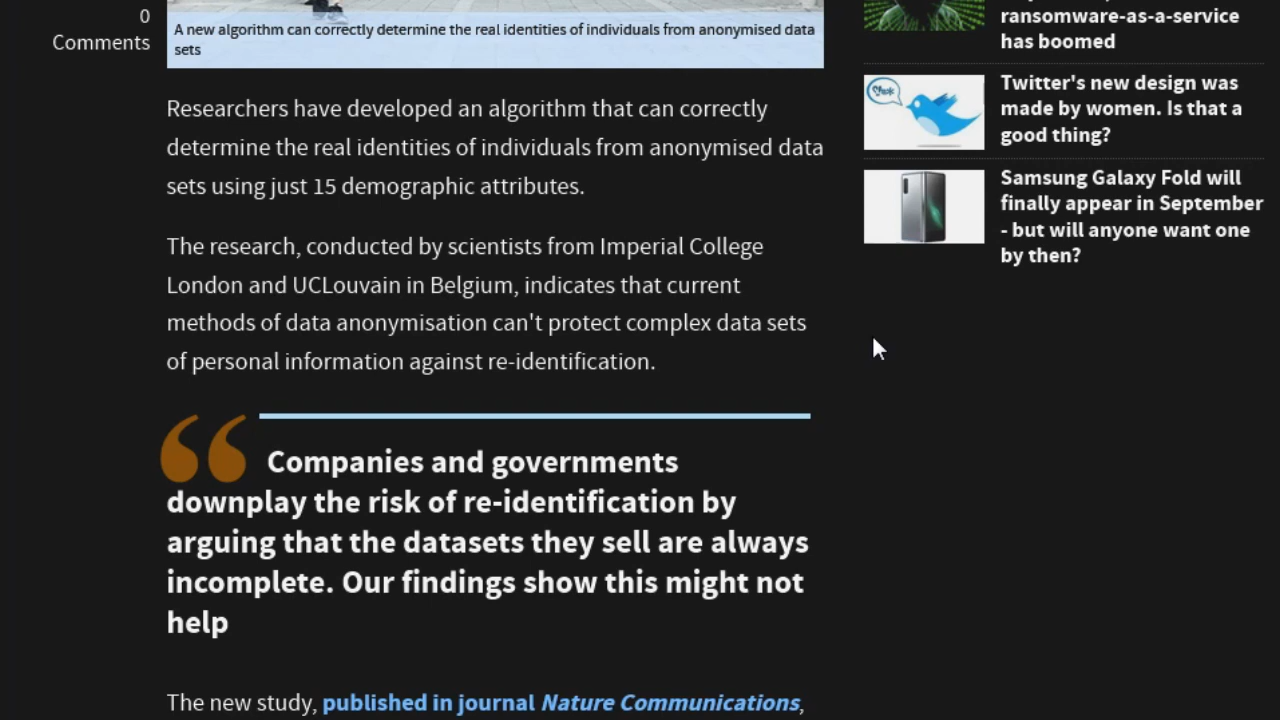 0
Comments
A new algorithm can correctly determine the real identities of individuals from anonymised data
sets
Researchers have developed an algorithm that can correctly
determine the real identities of individuals from anonymised data
sets using just 15 demographic attributes.
The research, conducted by scientists from Imperial College
London and UCLouvain in Belgium, indicates that current
methods of data anonymisation can't protect complex data sets
of personal information against re-identification.
“ Companies and governments
downplay the risk of re-identification by
arguing that the datasets they sell are always
incomplete. Our findings show this might not
help
The new study, published in journal Nature Communications,
ransomware-as-a-service
has boomed
Twitter's new design was
made by women. Is that a
good thing?
Samsung Galaxy Fold will
finally appear in September
- but will anyone want one
by then?